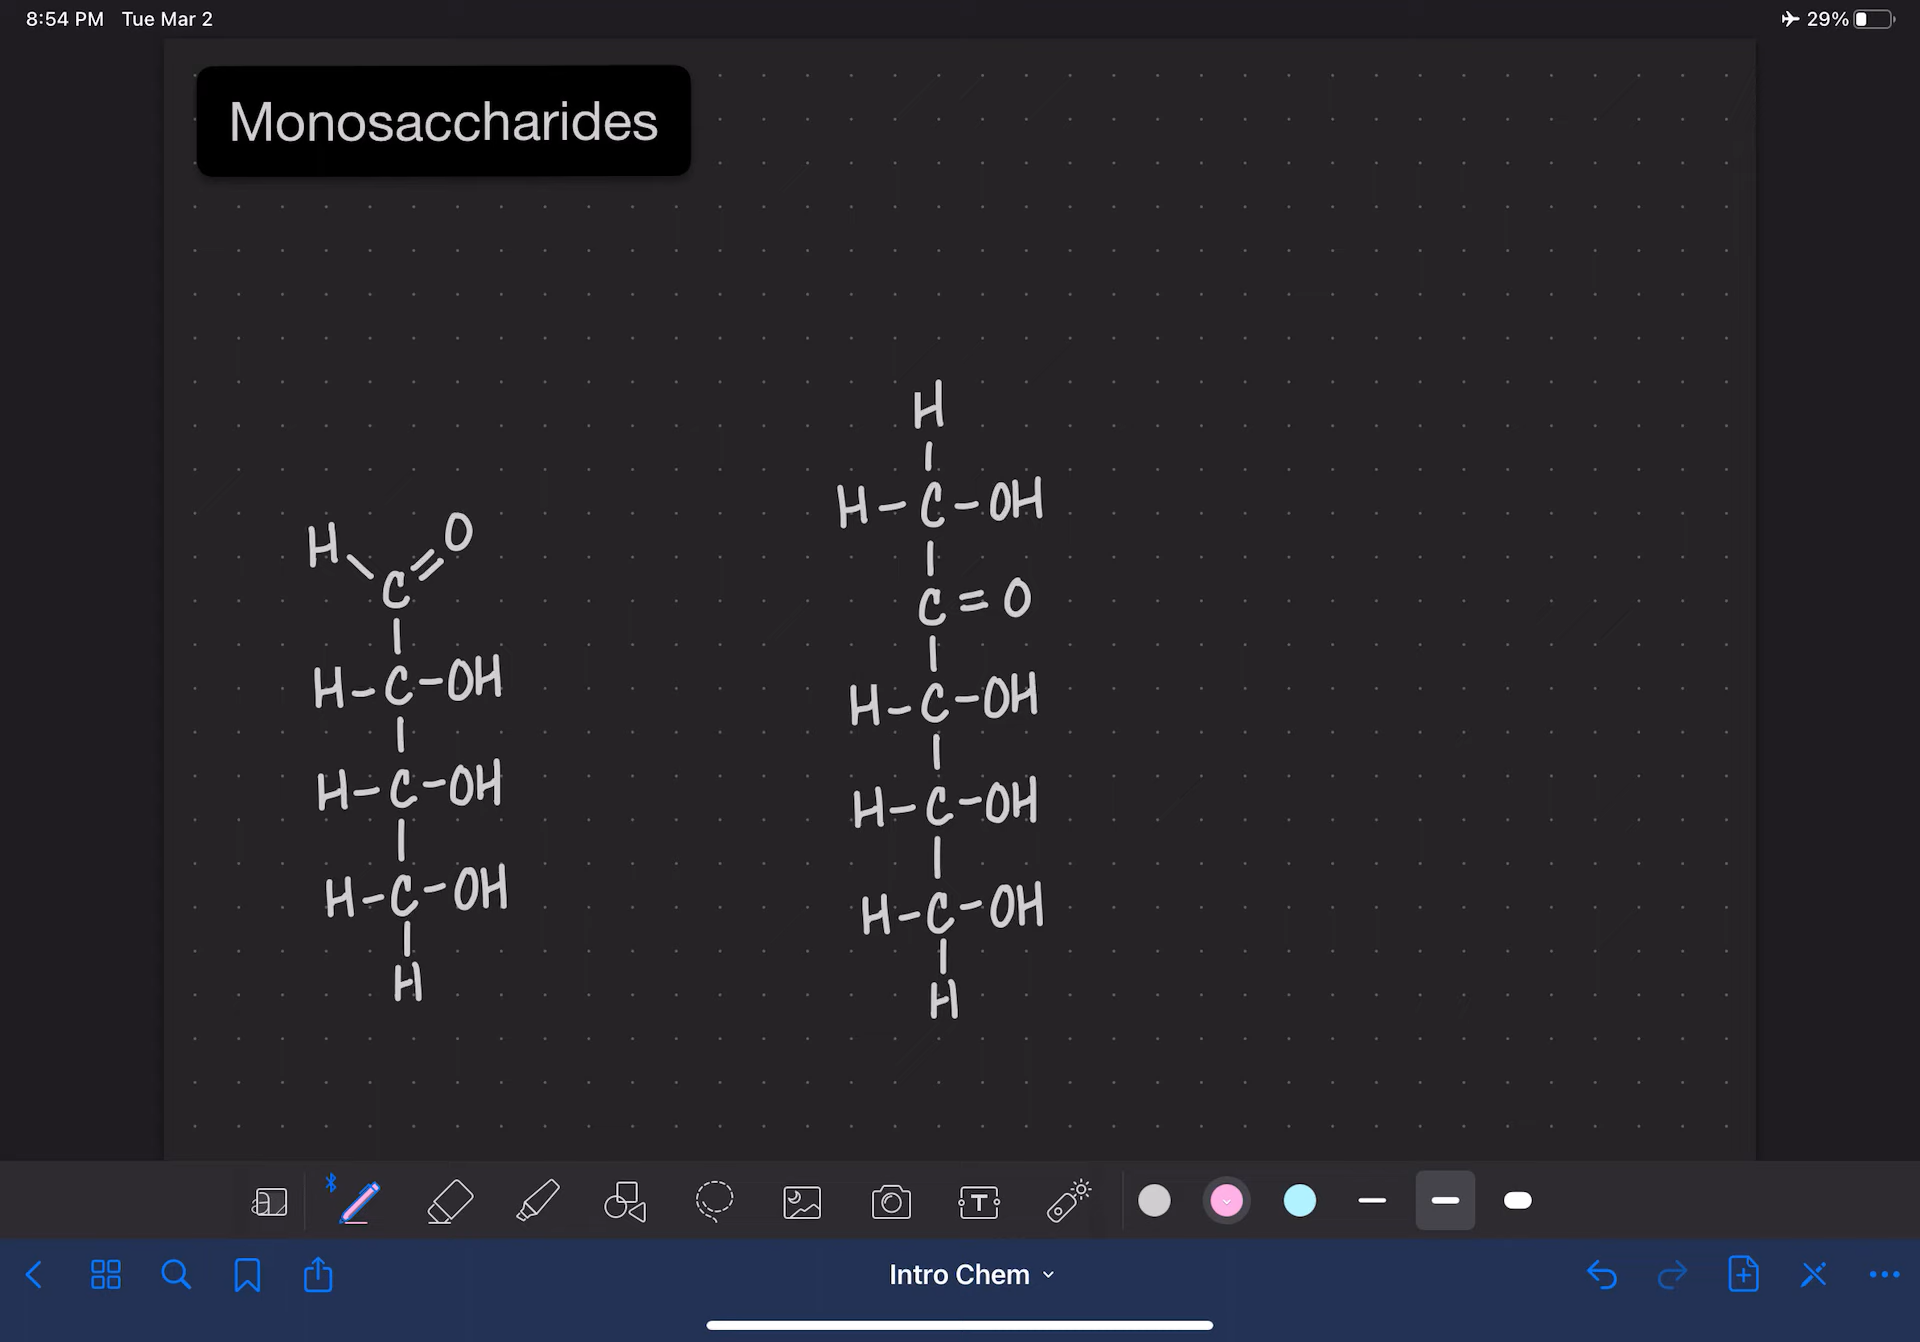 8:54 PM Tue Mar 2 29%
Monosaccharides
H O
C
H-C-OH
H-C-OH
H-C-OH
H
H
H-C-OH
C=O
H-C-OH
H-C-OH
H-C-OH
H
T
Intro Chem